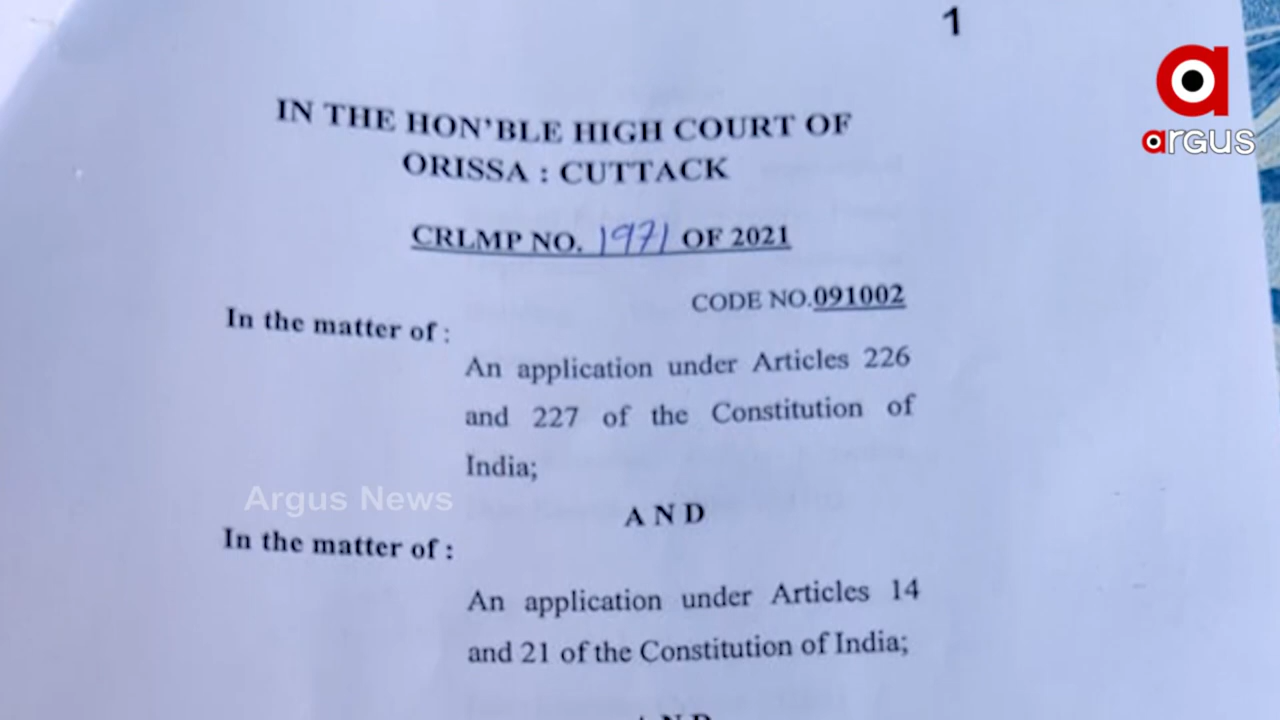 1
argus
IN THE HON'BLE HIGH COURT OF
ORISSA : CUTTACK
CRLMP NO. 1971 OF 2021
CODE NO.091002
In the matter of :
An application under Articles 226
and 227 of the Constitution of
India;
Argus News
A N D
In the matter of :
An application under Articles 14
and 21 of the Constitution of India;
A N D